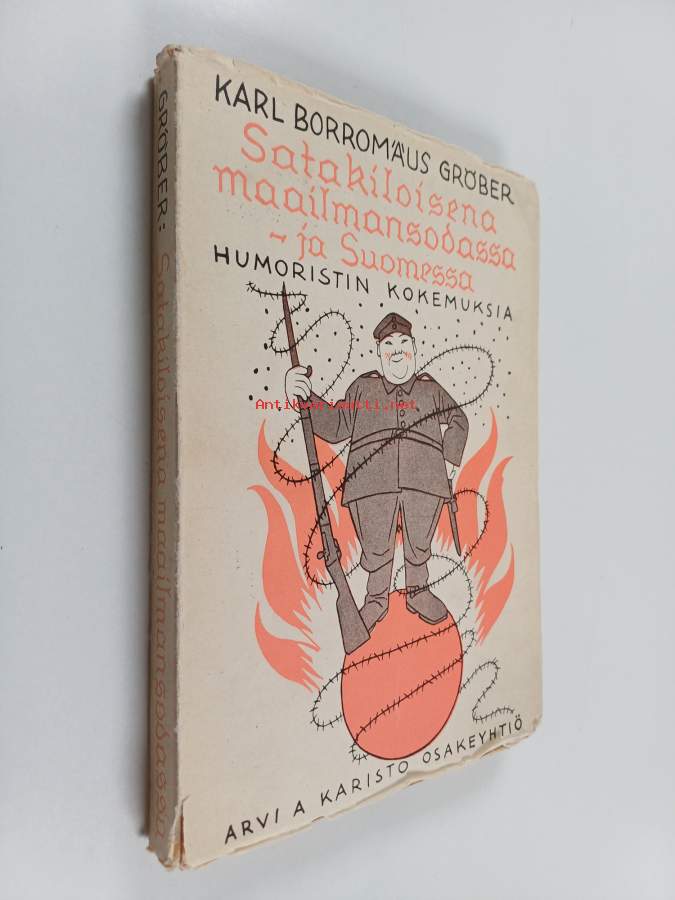 KARL BORROMÄUS GRÖBER
Satakiloisena
maailmansodassa
- ja Suomessa
HUMORISTIN KOKEMUKSIA
Antikvariaatti.net
ARVI A KARISTO OSAKEYHTIÖ
GRÖBER: Satakiloisena maailmansodassa